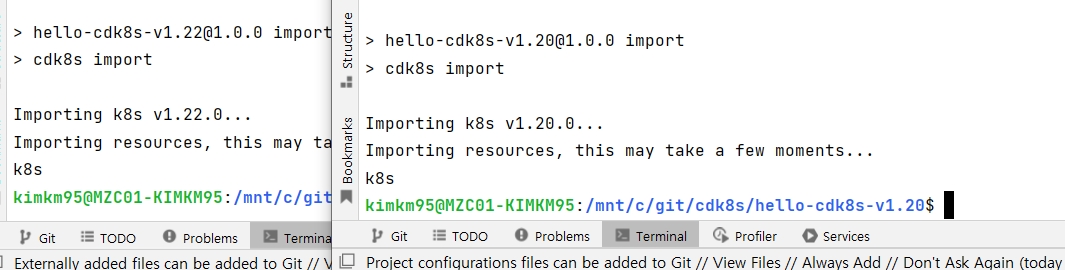 > hello-cdk8s-v1.22@1.0.0 import
> cdk8s import
Importing k8s v1.22.0...
Importing resources, this may ta
k8s
kimkm95@MZC01-KIMKM95:/mnt/c/git
Git
TODO
Problems
Termina
Externally added files can be added to Git // V
Structure
Bookmarks
> hello-cdk8s-v1.20@1.0.0 import
> cdk8s import
Importing k8s v1.20.0...
Importing resources, this may take a few moments...
k8s
kimkm95@MZC01-KIMKM95:/mnt/c/git/cdk8s/hello-cdk8s-v1.20$
Git
TODO
Problems
Terminal
Profiler
Services
Project configurations files can be added to Git // View Files // Always Add // Don't Ask Again (today